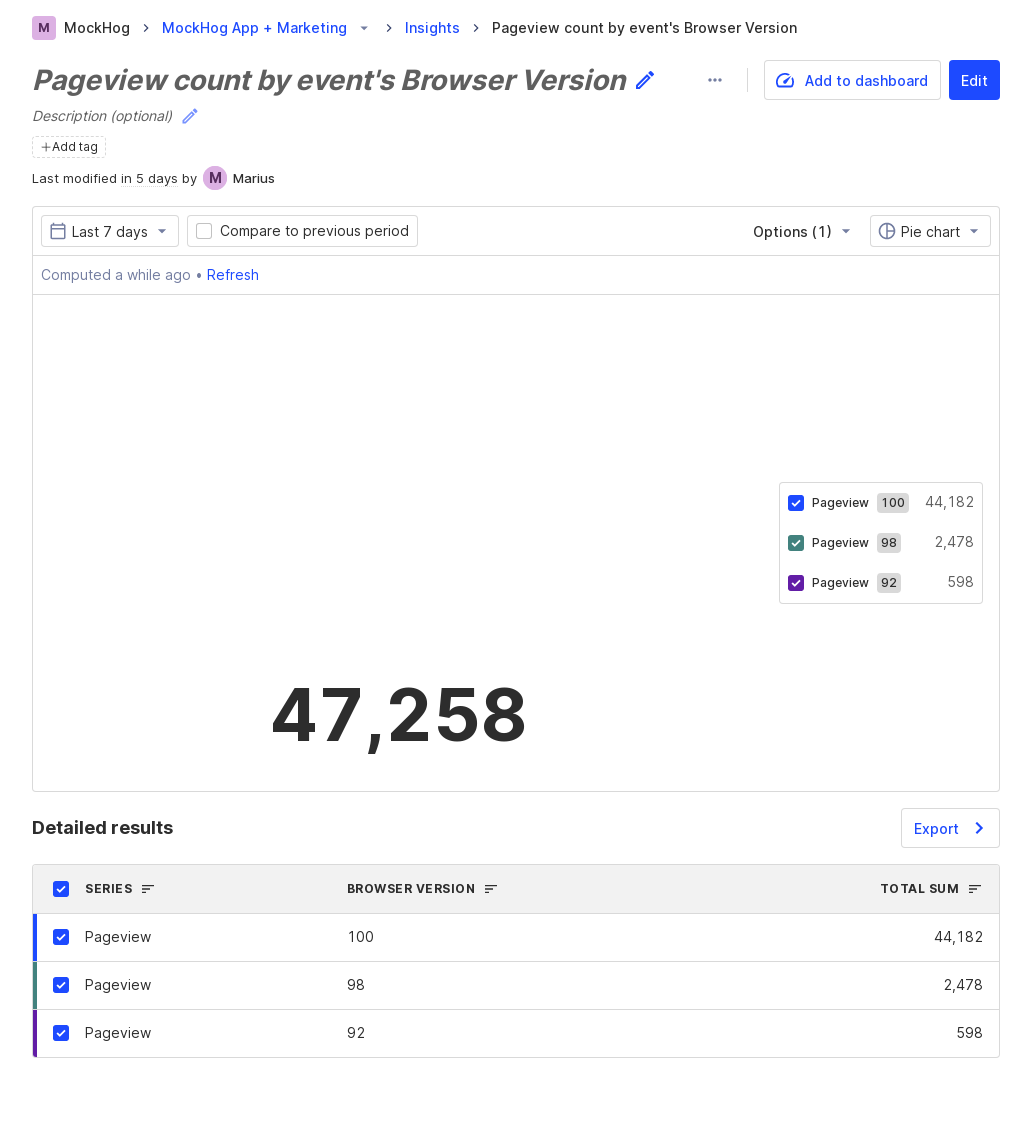 M MockHog MockHog App + Marketing Insights Pageview count by event's Browser Version
Pageview count by event's Browser Version
Add to dashboard
Edit
Description (optional)
+Add tag
Last modified in 5 days by M Marius
Last 7 days
Compare to previous period
Options (1)
Pie chart
Computed a while ago • Refresh
Pageview 100 44,182
Pageview 98 2,478
Pageview 92 598
47,258
Detailed results
Export
SERIES BROWSER VERSION TOTAL SUM
Pageview 100 44,182
Pageview 98 2,478
Pageview 92 598